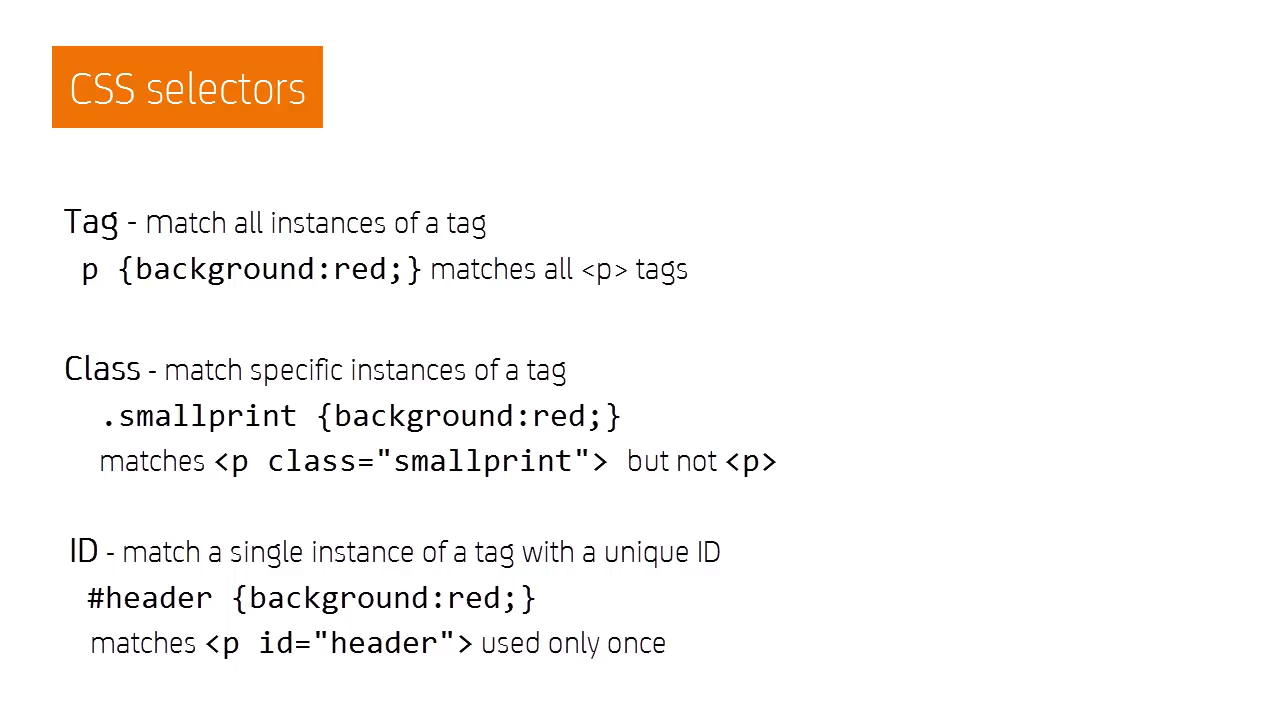 CSS selectors
Tag - match all instances of a tag
p {background:red;} matches all <p> tags
Class - match specific instances of a tag
.smallprint {background:red;}
matches <p class="smallprint"> but not <p>
ID - match a single instance of a tag with a unique ID
#header {background:red;}
matches <p id="header"> used only once